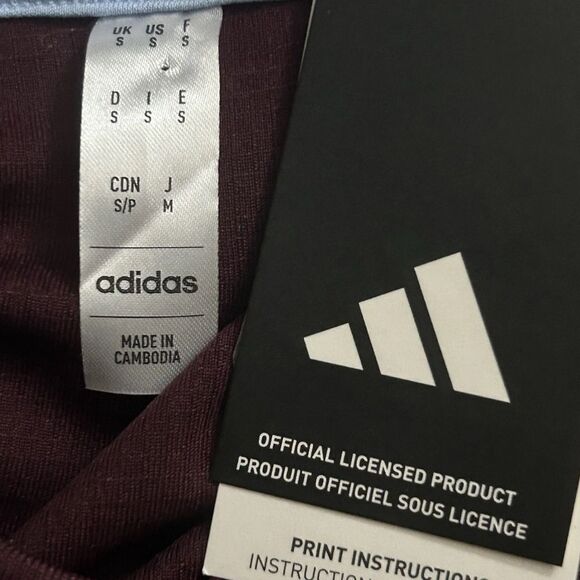 UK US F
S S S
D I E
S S S
CDN J
S/P M
adidas
MADE IN
CAMBODIA
OFFICIAL LICENSED PRODUCT
PRODUIT OFFICIEL SOUS LICENCE
PRINT INSTRUCTIONS